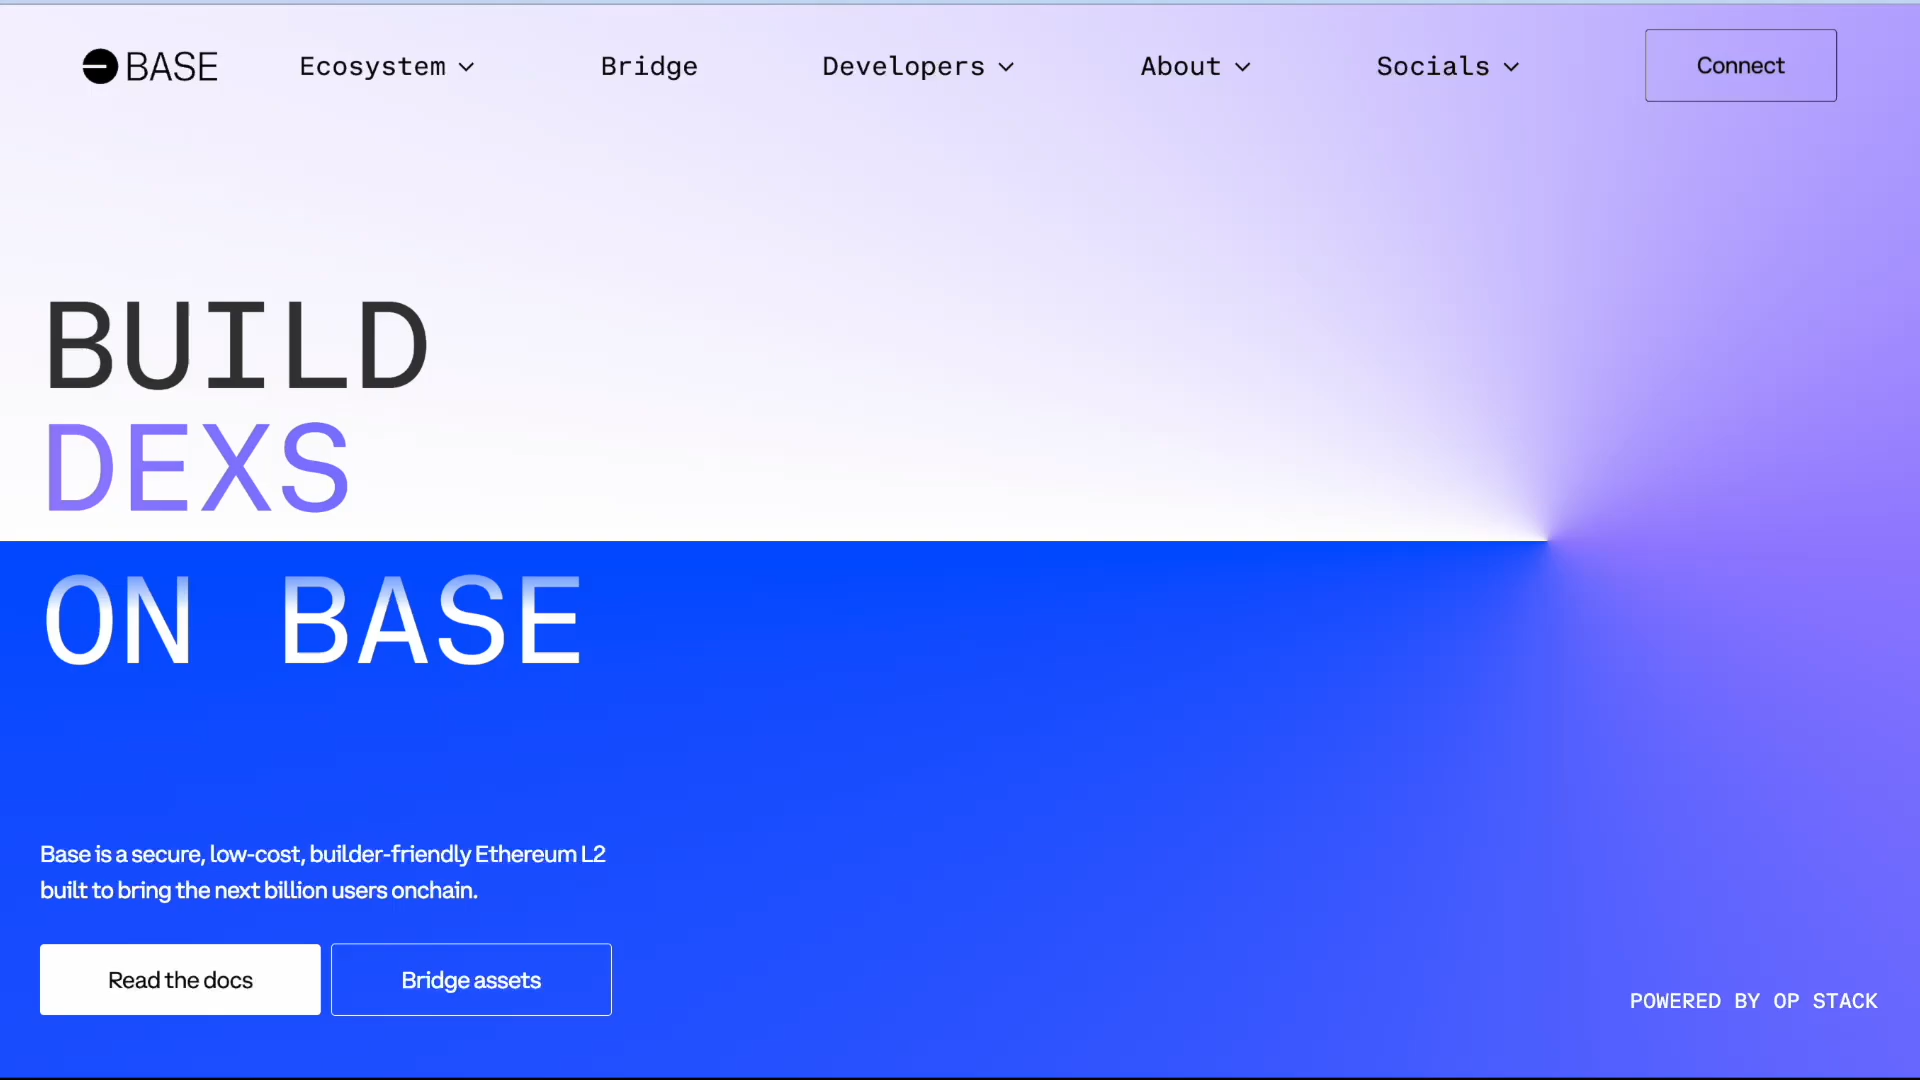 BASE
Ecosystem
Bridge
Developers
About
Socials
Connect
BUILD
DEXS
ON BASE
Base is a secure, low-cost, builder-friendly Ethereum L2
built to bring the next billion users onchain.
Read the docs
Bridge assets
POWERED BY OP STACK